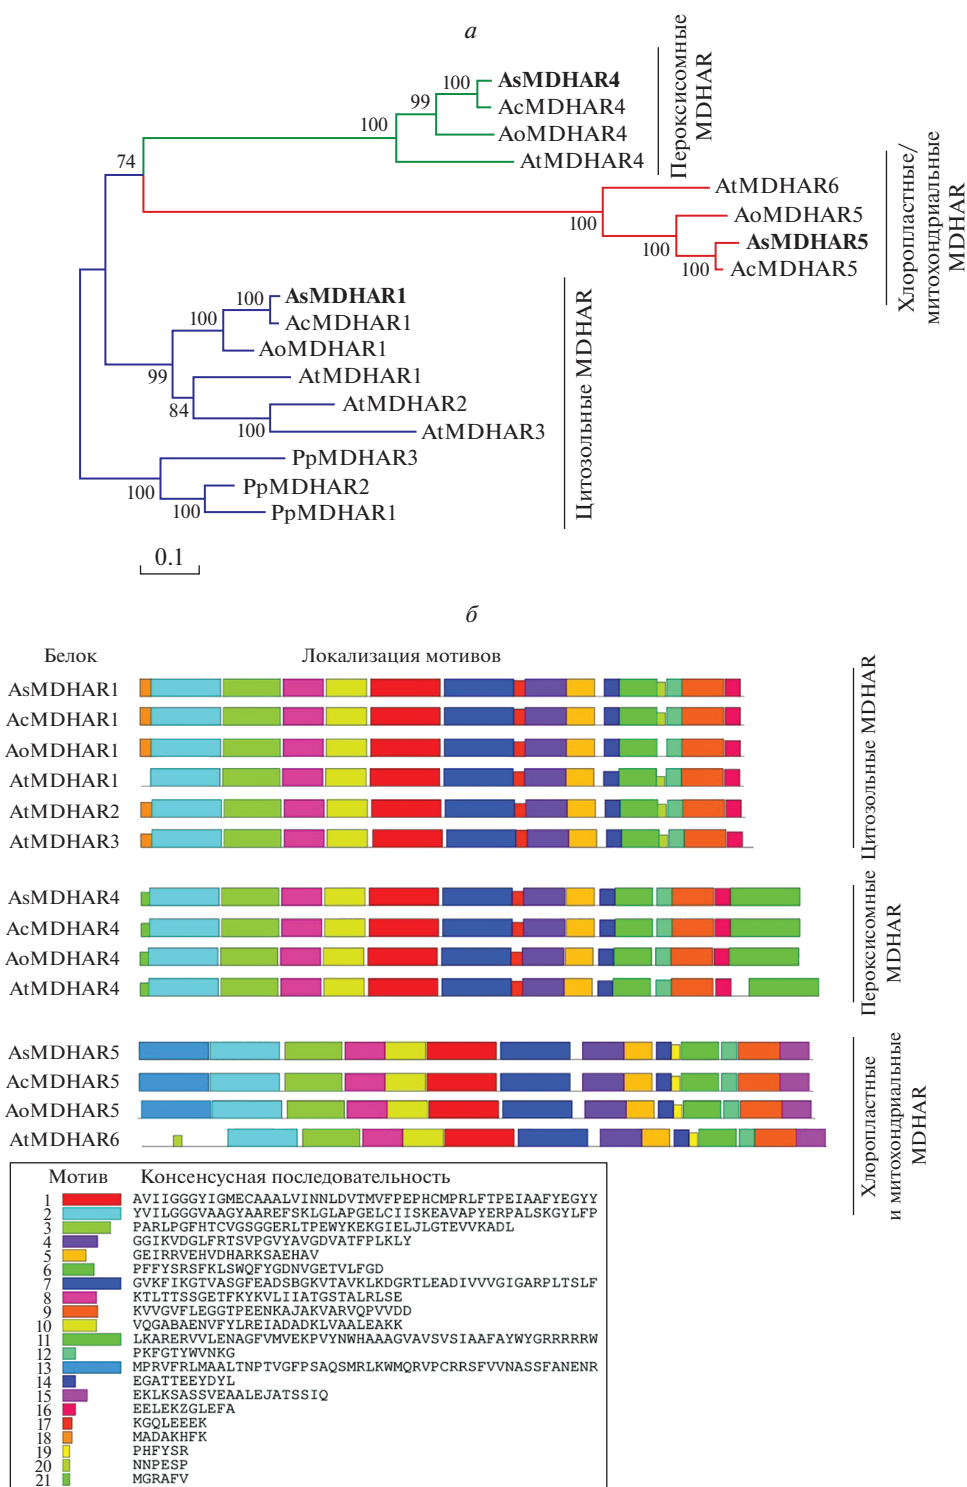 а
100
AsMDHAR4
99
AcMDHAR4
100
AoMDHAR4
AtMDHAR4
Пероксисомные
MDHAR
74
AtMDHAR6
100
AoMDHAR5
100
AsMDHAR5
100
AcMDHAR5
Хлоропластные/
митохондриальные
MDHAR
100
AsMDHAR1
100
AcMDHAR1
AoMDHAR1
99
AtMDHAR1
84
AtMDHAR2
100
AtMDHAR3
PpMDHAR3
100
PpMDHAR2
100
PpMDHAR1
Цитозольные MDHAR
0.1
б
Белок Локализация мотивов
AsMDHAR1
AcMDHAR1
AoMDHAR1
AtMDHAR1
AtMDHAR2
AtMDHAR3
Цитозольные MDHAR
AsMDHAR4
AcMDHAR4
AoMDHAR4
AtMDHAR4
Пероксисомные
MDHAR
AsMDHAR5
AcMDHAR5
AoMDHAR5
AtMDHAR6
Хлоропластные
и митохондриальные
MDHAR
Мотив Консенсусная последовательность
1 AVIIGGGYIGMECAAALVINNLDVTMVFPEPHCMPRLFTPEIAAFYEGYY
2 YVILGGGVAAGYAAREFSKLGLAPGELCIISKEAVAPYERPALSKGYLFP
3 PARLPGFHTCVGSGGERLTPEWYKEKGIELJLGTEVVKADL
4 GGIKVDGLFRTSVPGVYAVGDVATFPLKLY
5 GEIRRVEHVDHARKSAEHAV
6 PFFYSRSFKLSWQFYGDNVGETVLFGD
7 GVKFIKGTVASGFEADSBGKVTAVKLKDGRTLEADIVVVGIGARPLTSLF
8 KTLTTSSGETFKYKVLIIATGSTALRLSE
9 KVVGVFLEGGTPEENKAJAKVARVQPVVDD
10 VQGABAENVFYLREIADADKLVAALEAKK
11 LKARERVVLENAGFVMVEKPVYNWHAAAGVAVSVSIAAFAYWYGRRRRRW
12 PKFGTYWVNKG
13 MPRVFRLMAALTNPTVGFPSAQSMRLKWMQRVPCRRSFVVNASSFANENR
14 EGATTEEYDYL
15 EKLKSASSVEAALEJATSSIQ
16 EELEKZGLEFA
17 KGQLEEEK
18 MADAKHFK
19 PHFYSR
20 NNPESP
21 MGRAFV